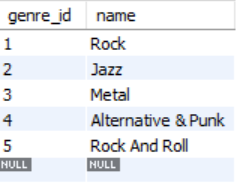 genre_id name
1 Rock
2 Jazz
3 Metal
4 Alternative & Punk
5 Rock And Roll
NULL NULL